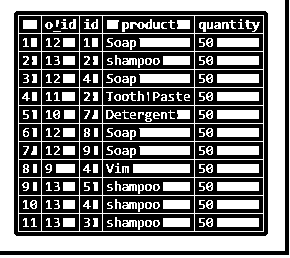 o!id id product quantity
1 12 1 Soap 50
2 13 2 shampoo 50
3 12 4 Soap 50
4 11 2 Tooth!Paste 50
5 10 7 Detergent 50
6 12 8 Soap 50
7 12 9 Soap 50
8 9 4 Vim 50
9 13 5 shampoo 50
10 13 4 shampoo 50
11 13 3 shampoo 50